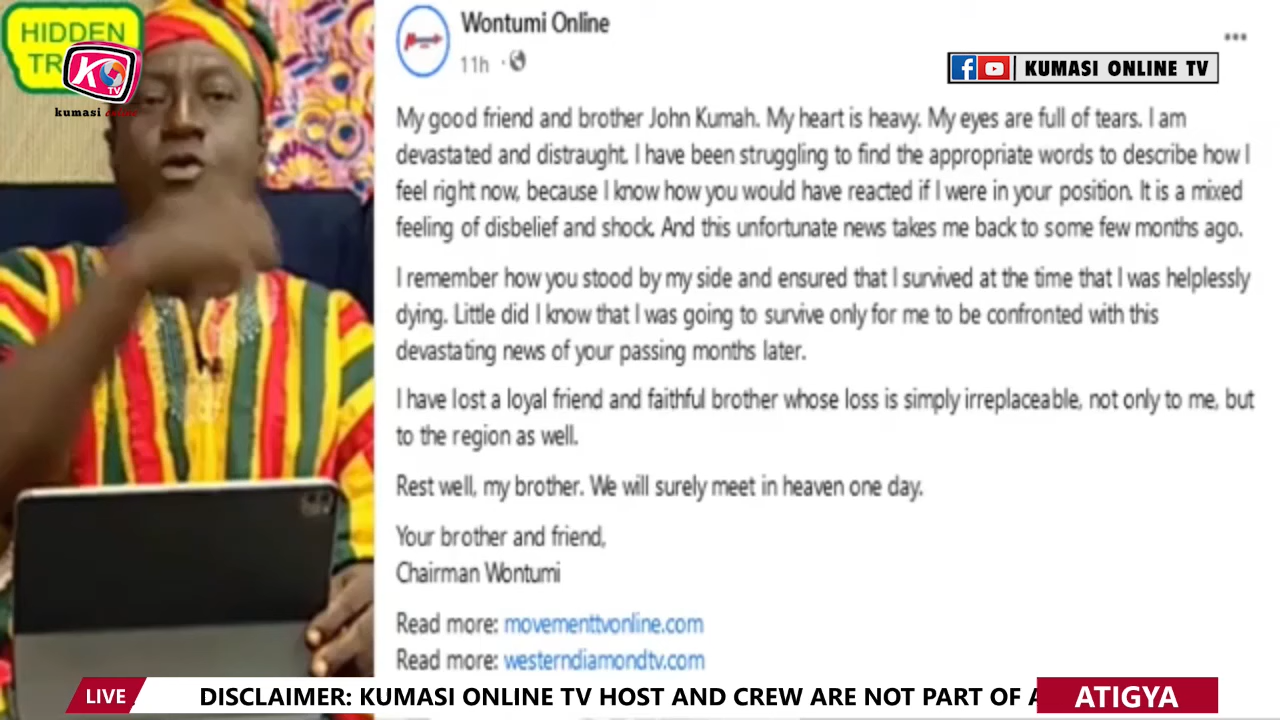 HIDDEN
TR
K
TV
kumasi online
Wontumi Online
11h
KUMASI ONLINE TV
My good friend and brother John Kumah. My heart is heavy. My eyes are full of tears. I am
devastated and distraught. I have been struggling to find the appropriate words to describe how I
feel right now, because I know how you would have reacted if I were in your position. It is a mixed
feeling of disbelief and shock. And this unfortunate news takes me back to some few months ago.
I remember how you stood by my side and ensured that I survived at the time that I was helplessly
dying. Little did I know that I was going to survive only for me to be confronted with this
devastating news of your passing months later.
I have lost a loyal friend and faithful brother whose loss is simply irreplaceable, not only to me, but
to the region as well.
Rest well, my brother. We will surely meet in heaven one day.
Your brother and friend,
Chairman Wontumi
Read more: movementtvonline.com
Read more: westerndiamondtv.com
LIVE
DISCLAIMER: KUMASI ONLINE TV HOST AND CREW ARE NOT PART OF A
ATIGYA